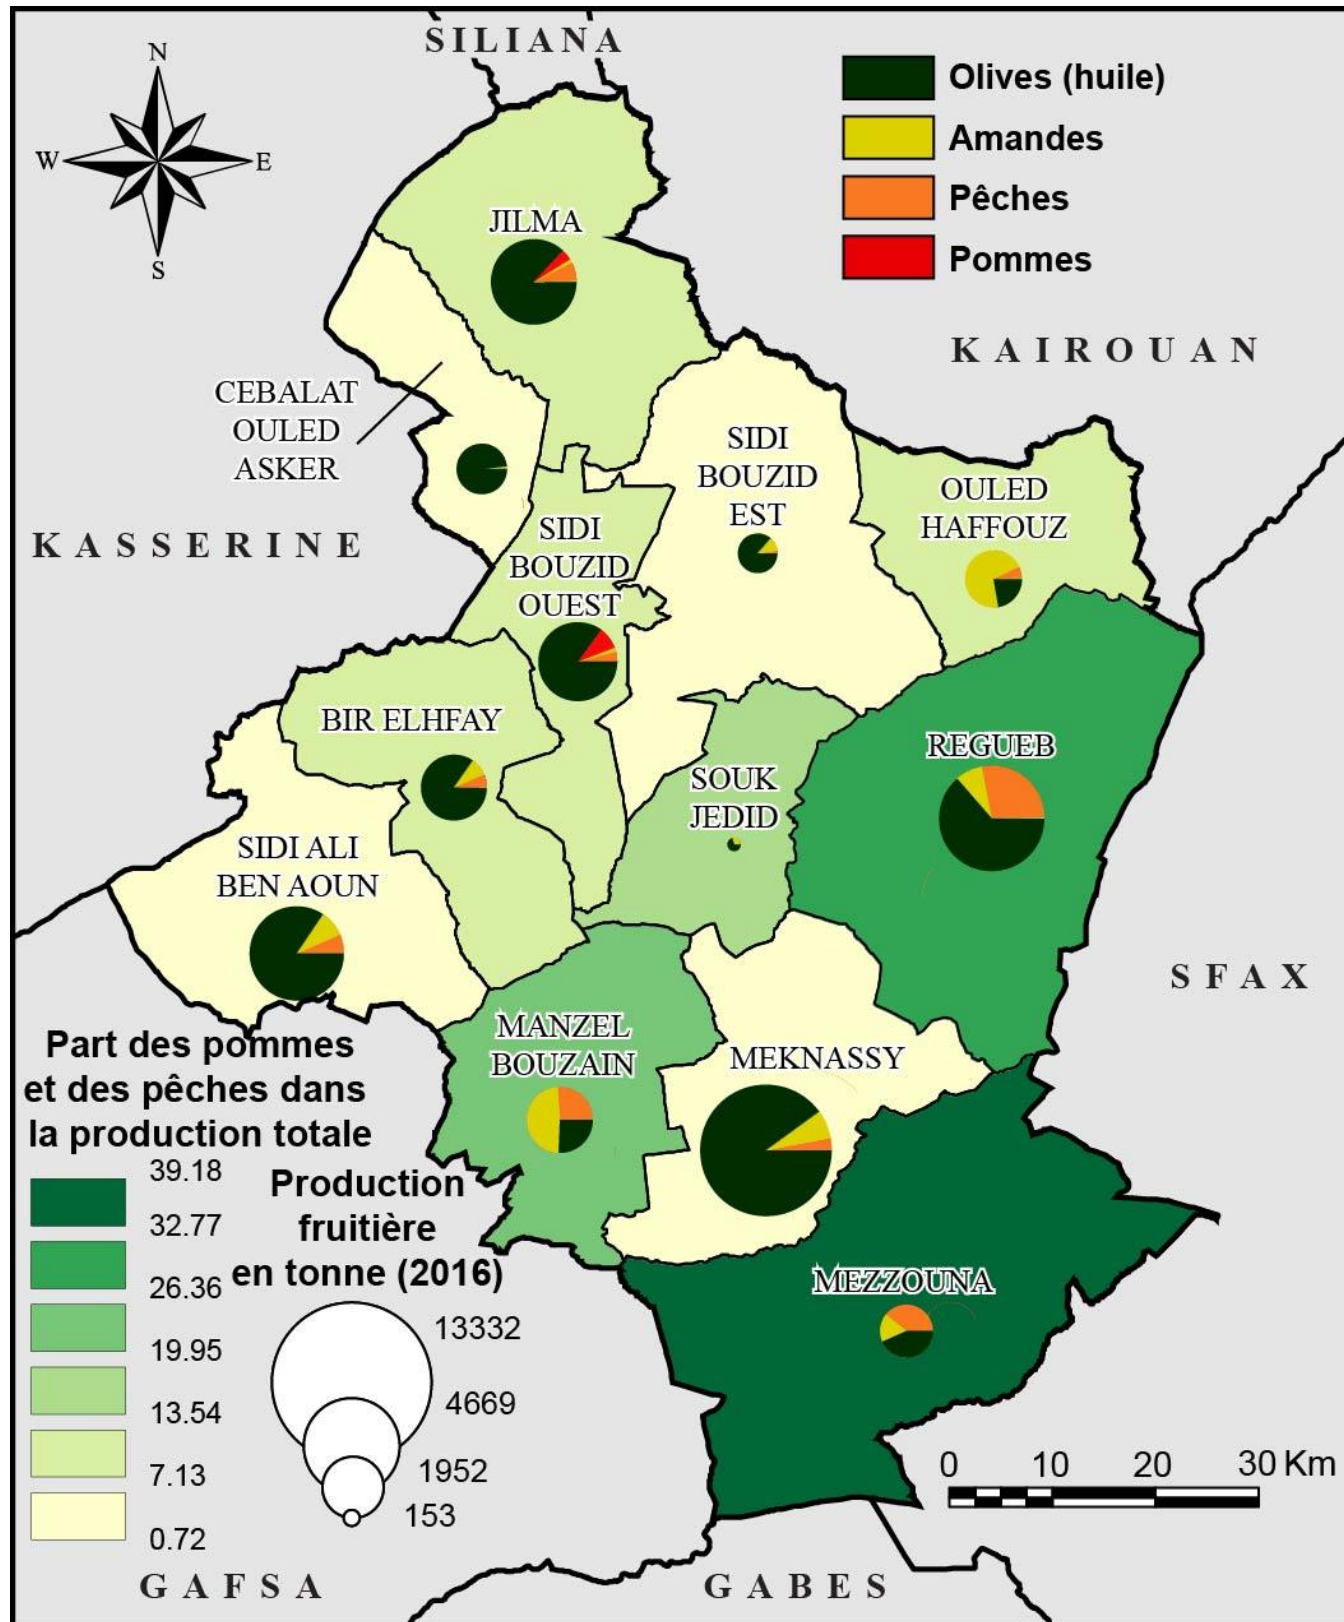 SILIANA
N
W
E
S
Olives (huile)
Amandes
Pêches
Pommes
JILMA
KAIROUAN
CEBALAT
OULED
ASKER
SIDI
BOUZID
EST
OULED
HAFFOUZ
KASSERINE
SIDI
BOUZID
OUEST
BIR ELHFAY
REGUEB
SOUK
JEDID
SIDI ALI
BEN AOUN
SFAX
MANZEL
BOUZAIN
MEKNASSY
MEZZOUNA
Part des pommes
et des pêches dans
la production totale
39.18
32.77
26.36
19.95
13.54
7.13
0.72
Production
fruitière
en tonne (2016)
13332
4669
1952
153
0 10 20 30 Km
GAFSA
GABES